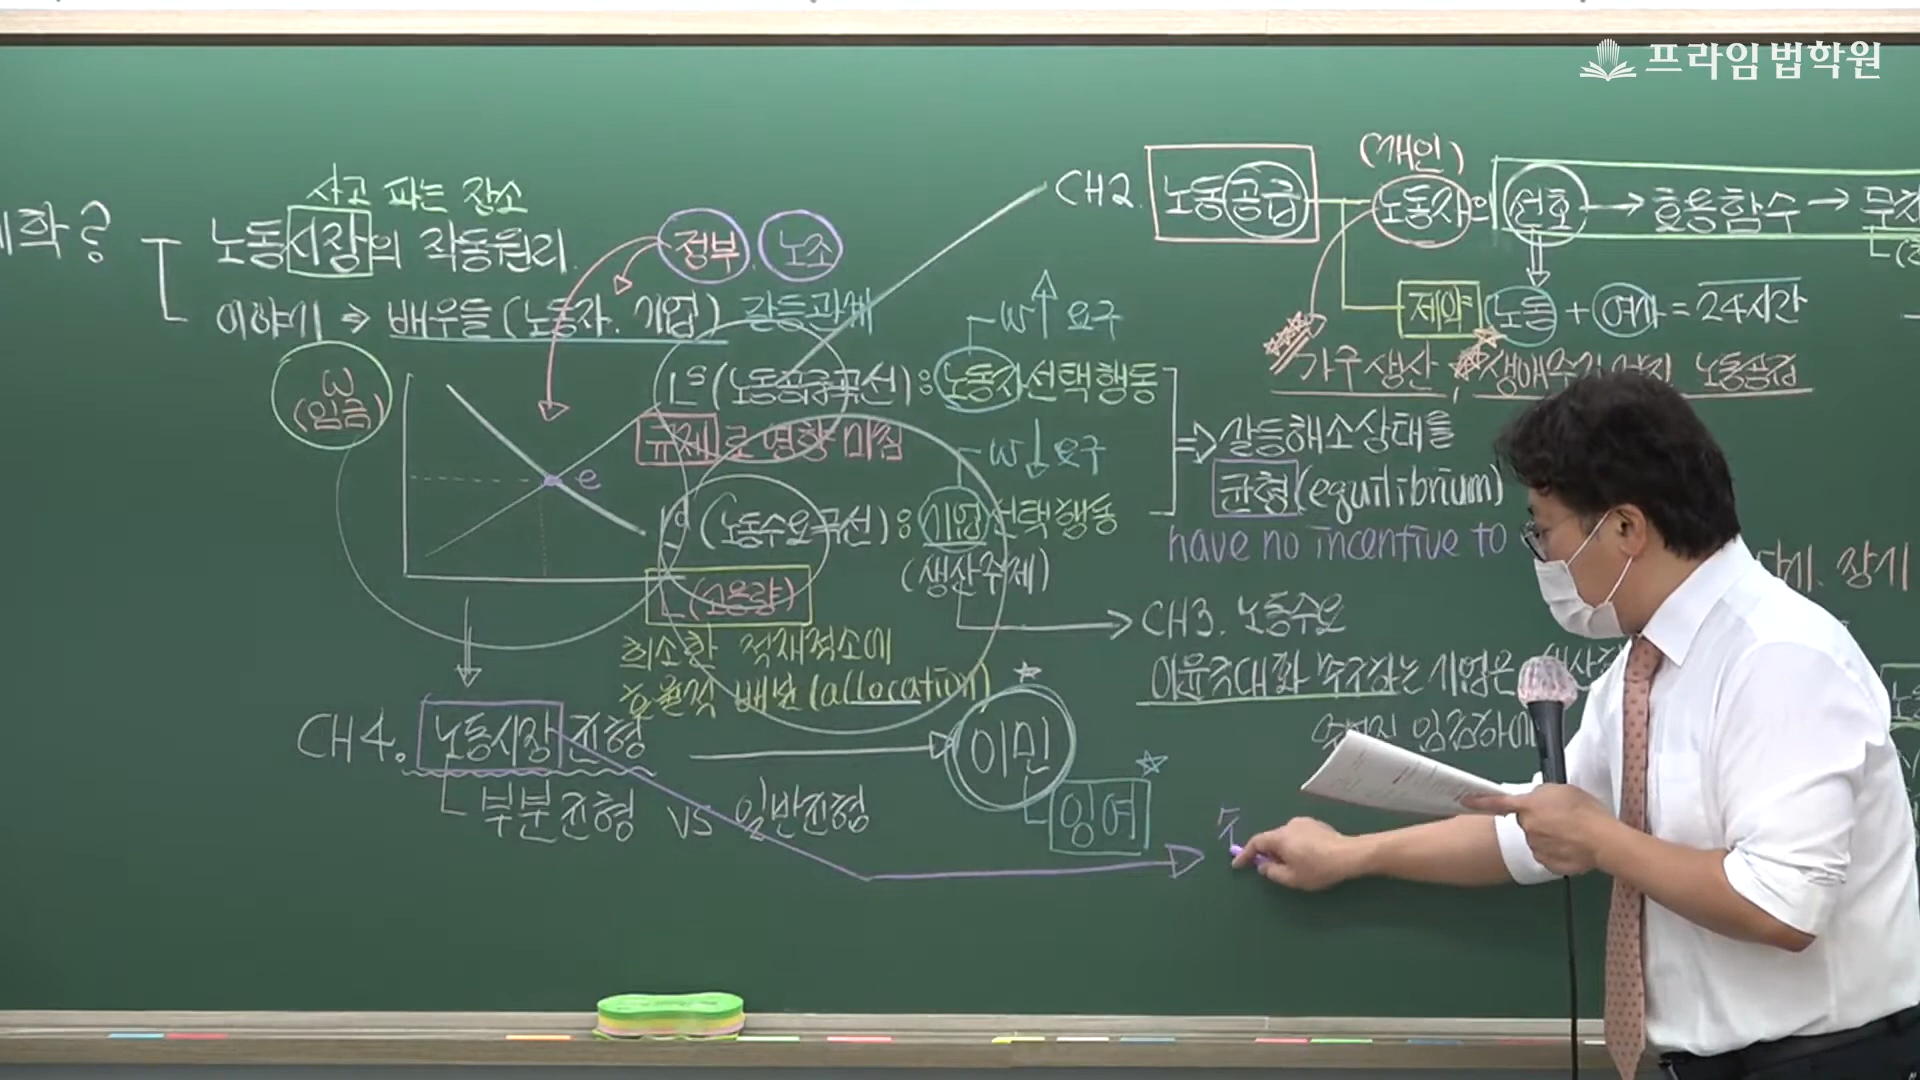 프라임법학원
사고 파는 장소
노동시장의 작동원리
이야기 ⇒ 배우들(노동자, 기업) 갈등관계
정부, 노조
W
(임금)
e
Lˢ(노동공급곡선) : 노동자선택행동
W↑ 요구
규제로 영향 미침
W↓ 요구
(노동수요곡선) : 기업선택행동
(생산주체)
L(고용량)
희소한 적재적소에
효율적 배분(allocation)
갈등해소상태를
균형(equilibrium)
have no incentive to
CH2. 노동공급
(개인)
노동자의 선호 → 효용함수 →
제약 노동 + 여가 = 24시간
가구생산, 노동공급
CH3. 노동수요
이윤극대화 추구하는 기업은
장기
CH4. 노동시장 균형
부분균형 vs 일반균형
이민
잉여